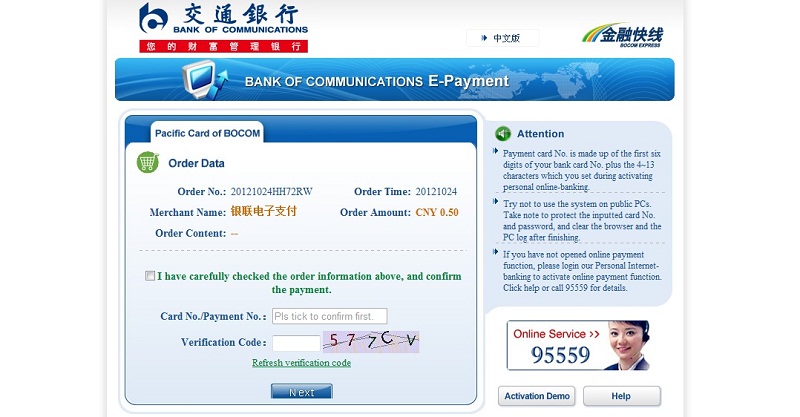 交通銀行
BANK OF COMMUNICATIONS
您的财富管理银行
中文版
金融快线
BOCOM EXPRESS
BANK OF COMMUNICATIONS E-Payment
Pacific Card of BOCOM
Order Data
Order No.: 20121024HH72RW Order Time: 20121024
Merchant Name: 银联电子支付 Order Amount: CNY 0.50
Order Content: --
I have carefully checked the order information above, and confirm
the payment.
Card No./Payment No.: Pls tick to confirm first.
Verification Code: 5 7 7 C V
Refresh verification code
Next
Attention
Payment card No. is made up of the first six
digits of your bank card No. plus the 4–13
characters which you set during activating
personal online-banking.
Try not to use the system on public PCs.
Take note to protect the inputted card No.
and password, and clear the browser and the
PC log after finishing.
If you have not opened online payment
function, please login our Personal Internet-
banking to activate online payment function.
Click help or call 95559 for details.
Online Service >>
95559
Activation Demo
Help